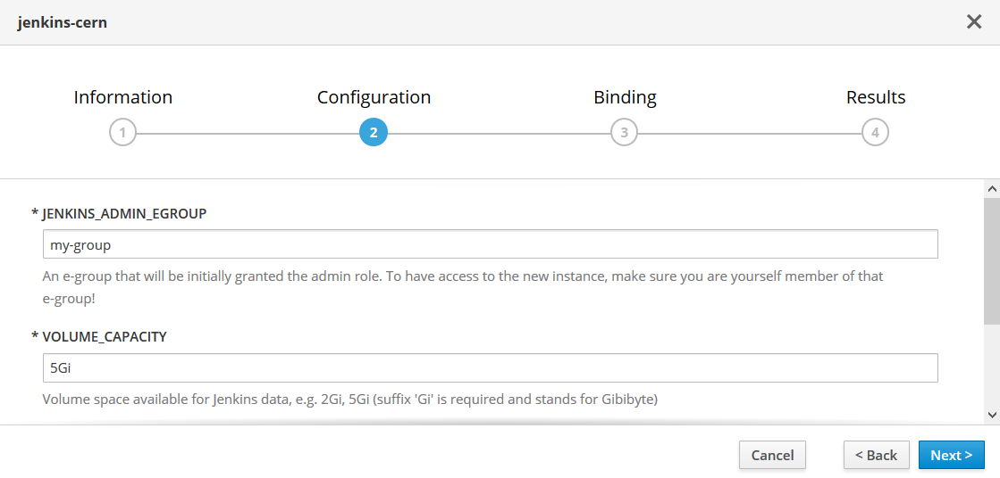 jenkins-cern
Information
Configuration
Binding
Results
1
2
3
4
* JENKINS_ADMIN_EGROUP
my-group
An e-group that will be initially granted the admin role. To have access to the new instance, make sure you are yourself member of that
e-group!
* VOLUME_CAPACITY
5Gi
Volume space available for Jenkins data, e.g. 2Gi, 5Gi (suffix 'Gi' is required and stands for Gibibyte)
Cancel
< Back
Next >